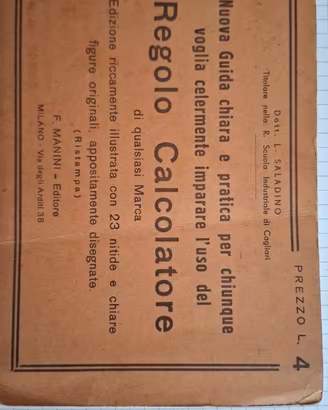 PREZZO L. 4
Dott. L. SALADINO
Titolare nella R. Scuola Industriale di Cagliari
Nuova Guida chiara e pratica per chiunque
voglia celermente imparare l'uso del
Regolo Calcolatore
di qualsiasi Marca
Edizione riccamente illustrata con 23 nitide e chiare
figure originali, appositamente disegnate.
(Ristampa)
F. MANINI - Editore
MILANO - Via degli Arditi 38